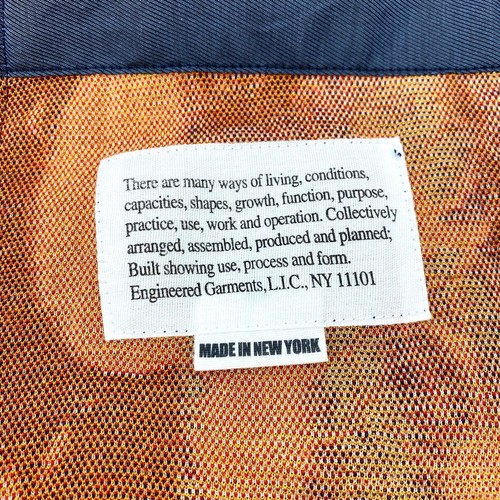 There are many ways of living, conditions,
capacities, shapes, growth, function, purpose,
practice, use, work and operation. Collectively
arranged, assembled, produced and planned;
Built showing use, process and form.
Engineered Garments, L.I.C., NY 11101
MADE IN NEW YORK